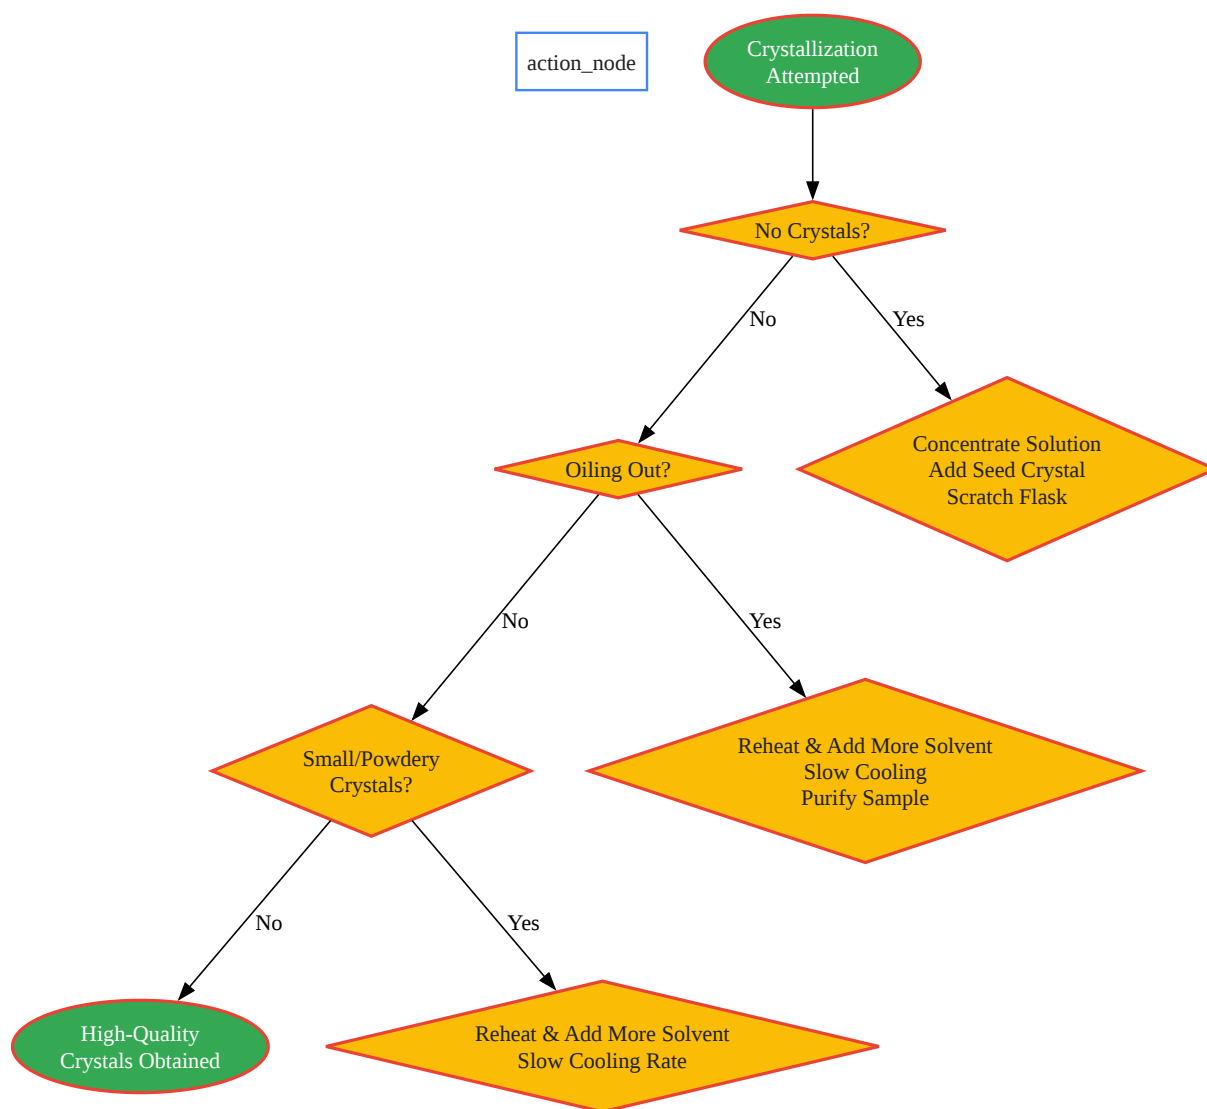 action_node
Crystallization
Attempted
No Crystals?
No
Yes
Oiling Out?
Concentrate Solution
Add Seed Crystal
Scratch Flask
No
Yes
Small/Powdery
Crystals?
Reheat & Add More Solvent
Slow Cooling
Purify Sample
No
Yes
High-Quality
Crystals Obtained
Reheat & Add More Solvent
Slow Cooling Rate